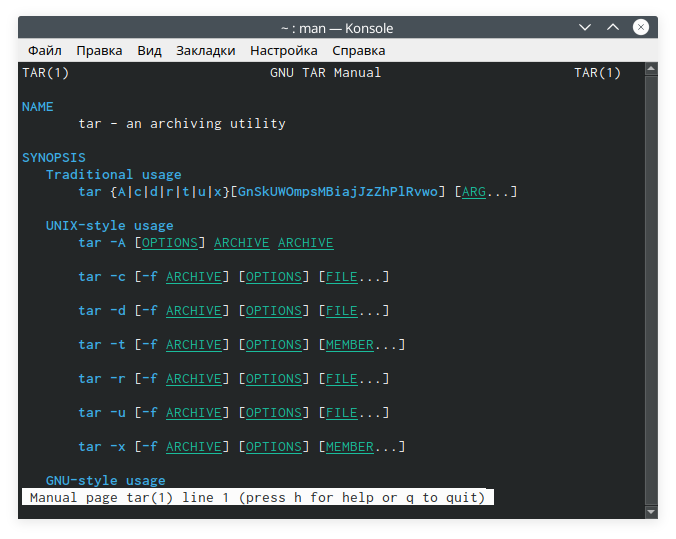 ~ : man — Konsole
Файл Правка Вид Закладки Настройка Справка
TAR(1) GNU TAR Manual TAR(1)
NAME
tar - an archiving utility
SYNOPSIS
Traditional usage
tar {A|c|d|r|t|u|x}[GnSkUWOmpsMBiajJzZhPlRvwo] [ARG...]
UNIX-style usage
tar -A [OPTIONS] ARCHIVE ARCHIVE
tar -c [-f ARCHIVE] [OPTIONS] [FILE...]
tar -d [-f ARCHIVE] [OPTIONS] [FILE...]
tar -t [-f ARCHIVE] [OPTIONS] [MEMBER...]
tar -r [-f ARCHIVE] [OPTIONS] [FILE...]
tar -u [-f ARCHIVE] [OPTIONS] [FILE...]
tar -x [-f ARCHIVE] [OPTIONS] [MEMBER...]
GNU-style usage
Manual page tar(1) line 1 (press h for help or q to quit)